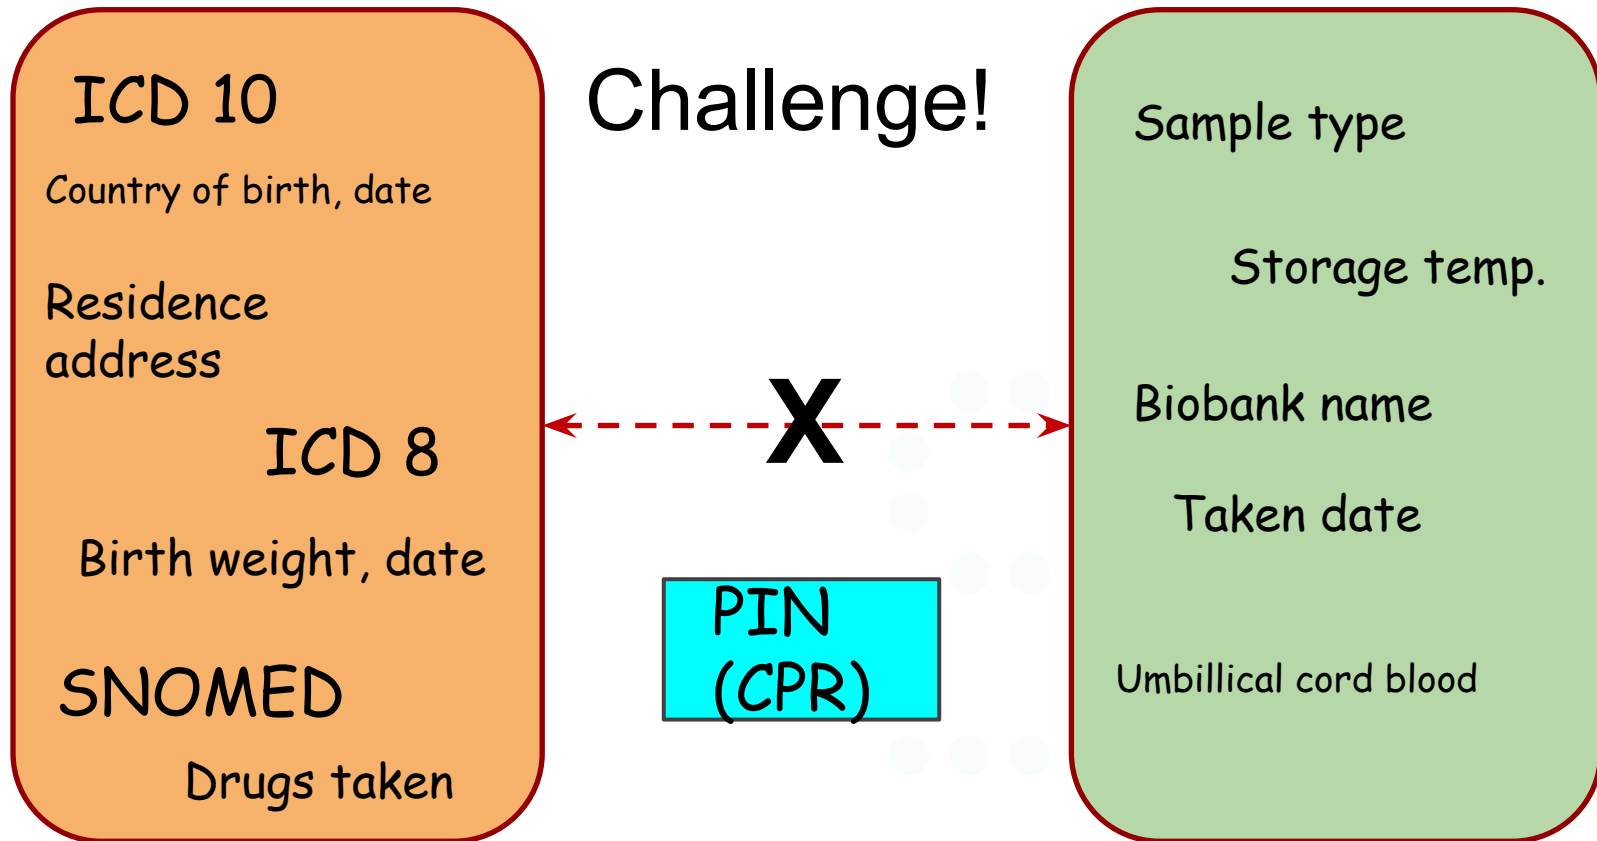 ICD 10
Country of birth, date
Residence
address
ICD 8
Birth weight, date
SNOMED
Drugs taken
Challenge!
X
PIN
(CPR)
Sample type
Storage temp.
Biobank name
Taken date
Umbillical cord blood